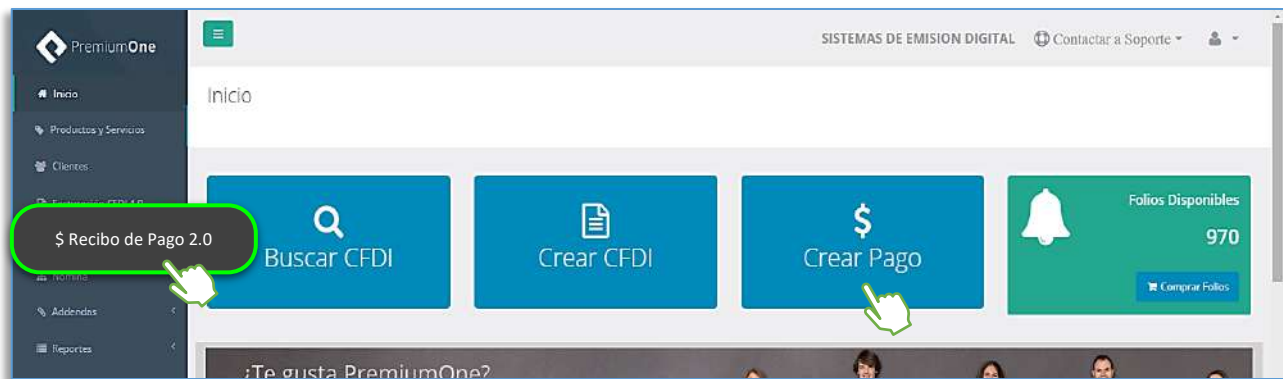 PremiumOne
SISTEMAS DE EMISION DIGITAL
Contactar a Soporte
Inicio
Inicio
Productos y Servicios
Clientes
$ Recibo de Pago 2.0
Nomina
Addendas
Reportes
Buscar CFDI
Crear CFDI
$
Crear Pago
Folios Disponibles
970
Comprar Folios
¿Te gusta PremiumOne?